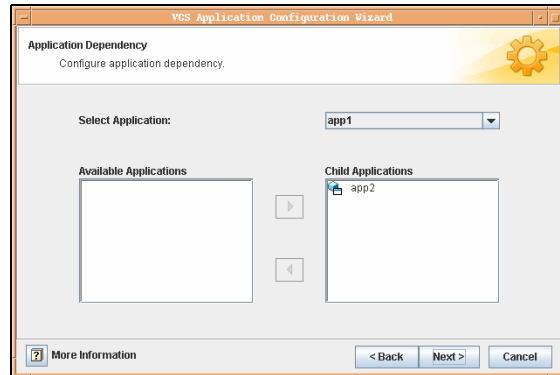 VCS Application Configuration Wizard
Application Dependency
Configure application dependency.
Select Application:
app1
Available Applications
Child Applications
app2
? More Information
< Back
Next >
Cancel